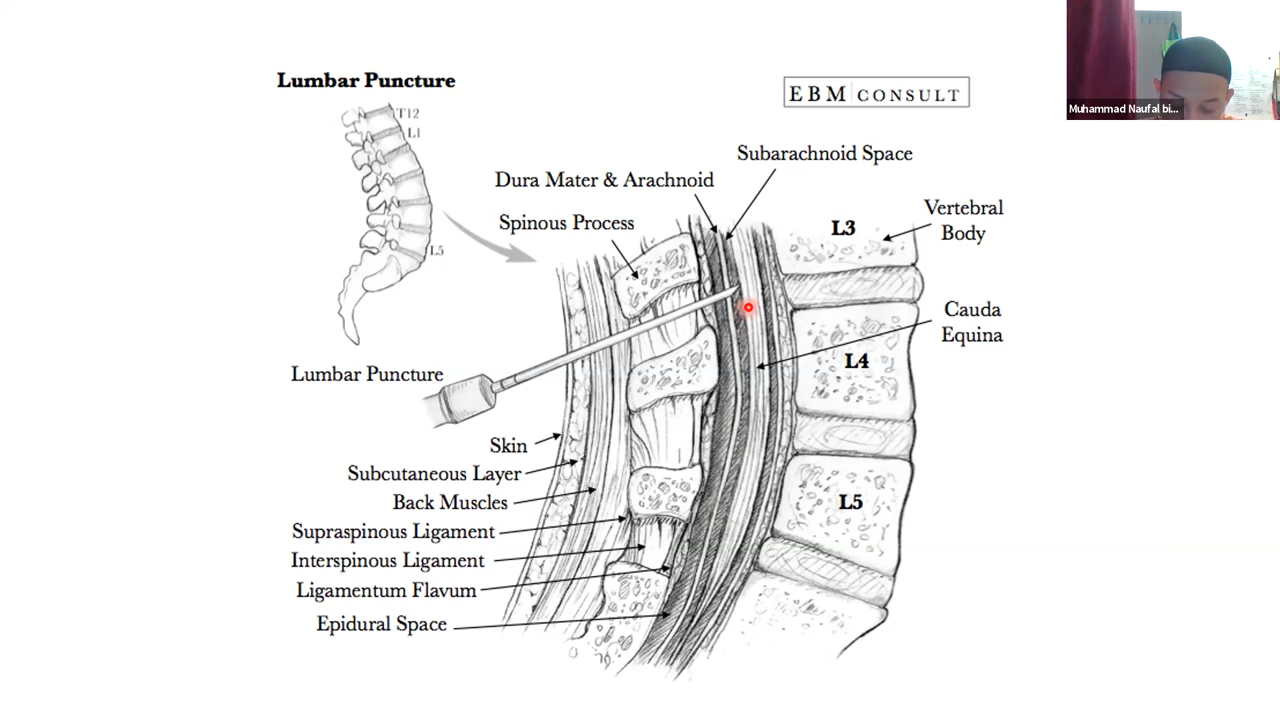 Lumbar Puncture
EBM CONSULT
Muhammad Naufal bi...
T12
L1
L5
Subarachnoid Space
Dura Mater & Arachnoid
Spinous Process
Vertebral
Body
L3
Cauda
Equina
L4
Lumbar Puncture
Skin
Subcutaneous Layer
Back Muscles
L5
Supraspinous Ligament
Interspinous Ligament
Ligamentum Flavum
Epidural Space